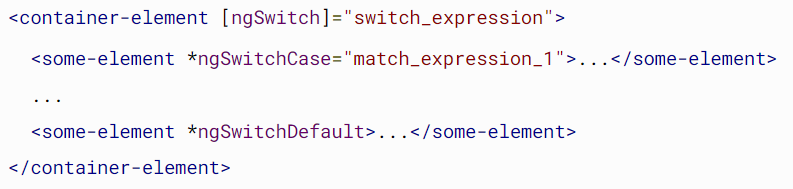 <container-element [ngSwitch]="switch_expression">
<some-element *ngSwitchCase="match_expression_1">...</some-element>
...
<some-element *ngSwitchDefault>...</some-element>
</container-element>